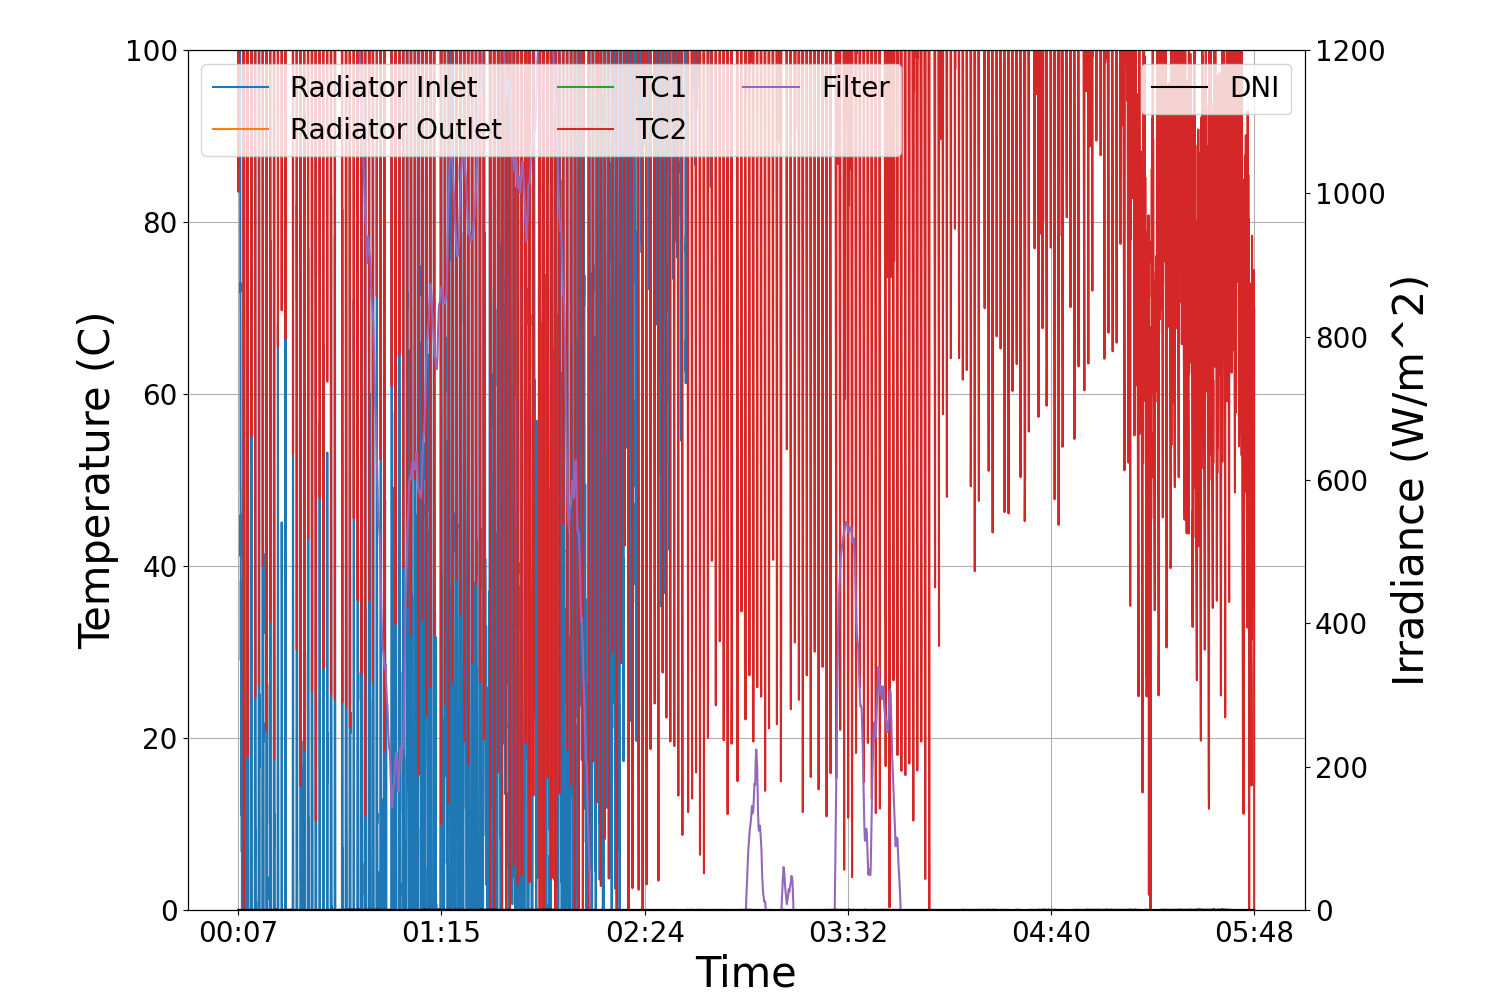 Temperature (C)
100
80
60
40
20
0
Radiator Inlet
Radiator Outlet
TC1
TC2
Filter
DNI
1200
1000
800
600
400
200
0
Irradiance (W/m^2)
00:07
01:15
02:24
03:32
04:40
05:48
Time